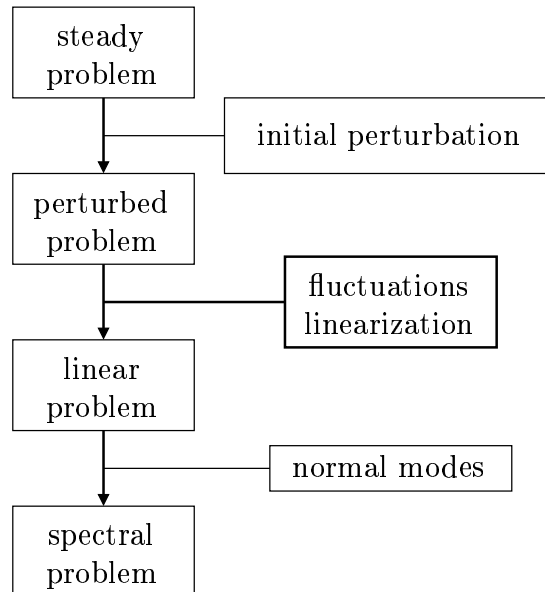 steady
problem
initial perturbation
perturbed
problem
fluctuations
linearization
linear
problem
normal modes
spectral
problem